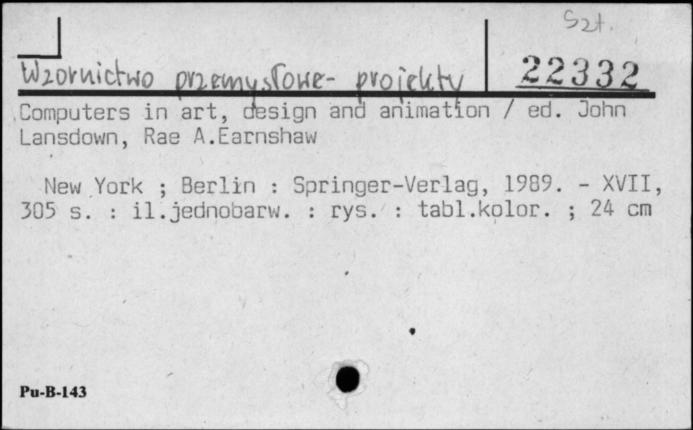 Szt.
Wzornictwo przemysłowe - projekty
22332
Computers in art, design and animation / ed. John
Lansdown, Rae A.Earnshaw
New York ; Berlin : Springer-Verlag, 1989. - XVII,
305 s. : il.jednobarw. : rys. : tabl.kolor. ; 24 cm
Pu-B-143